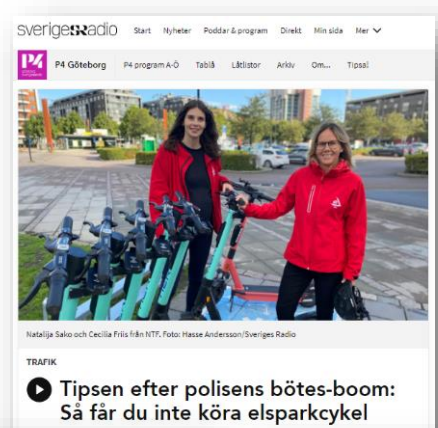 sverigesradio Start Nyheter Poddar & program Direkt Min sida Mer
P4 P4 Göteborg P4 program A-Ö Tablå Låtlistor Arkiv Om... Tipsa!
Natalija Sako och Cecilia Friis från NTF. Foto: Hasse Andersson/Sveriges Radio
TRAFIK
Tipsen efter polisens bötes-boom:
Så får du inte köra elsparkcykel